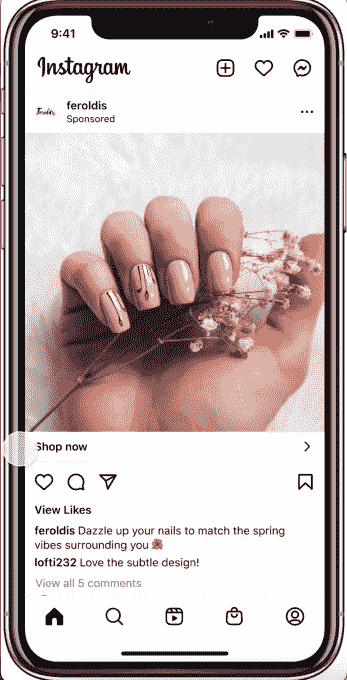 9:41
Instagram
Feroldis
feroldis
Sponsored
Shop now
View Likes
feroldis Dazzle up your nails to match the spring
vibes surrounding you
lofti232 Love the subtle design!
View all 5 comments